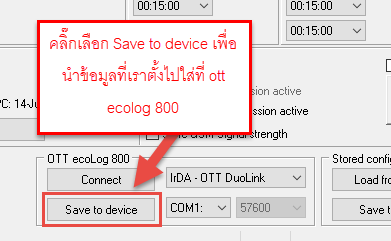 00:15:00
00:15:00
00:15:00
00:15:00
คลิ๊กเลือก Save to device เพื่อ
นำข้อมูลที่เราตั้งไปใส่ที่ ott
ecolog 800
PC: 14-Ju
ssion active
ssion active
GSM signal strength
OTT ecoLog 800
Stored config
Connect
IrDA - OTT DuoLink
Load fro
Save to device
COM1:
57600
Save t